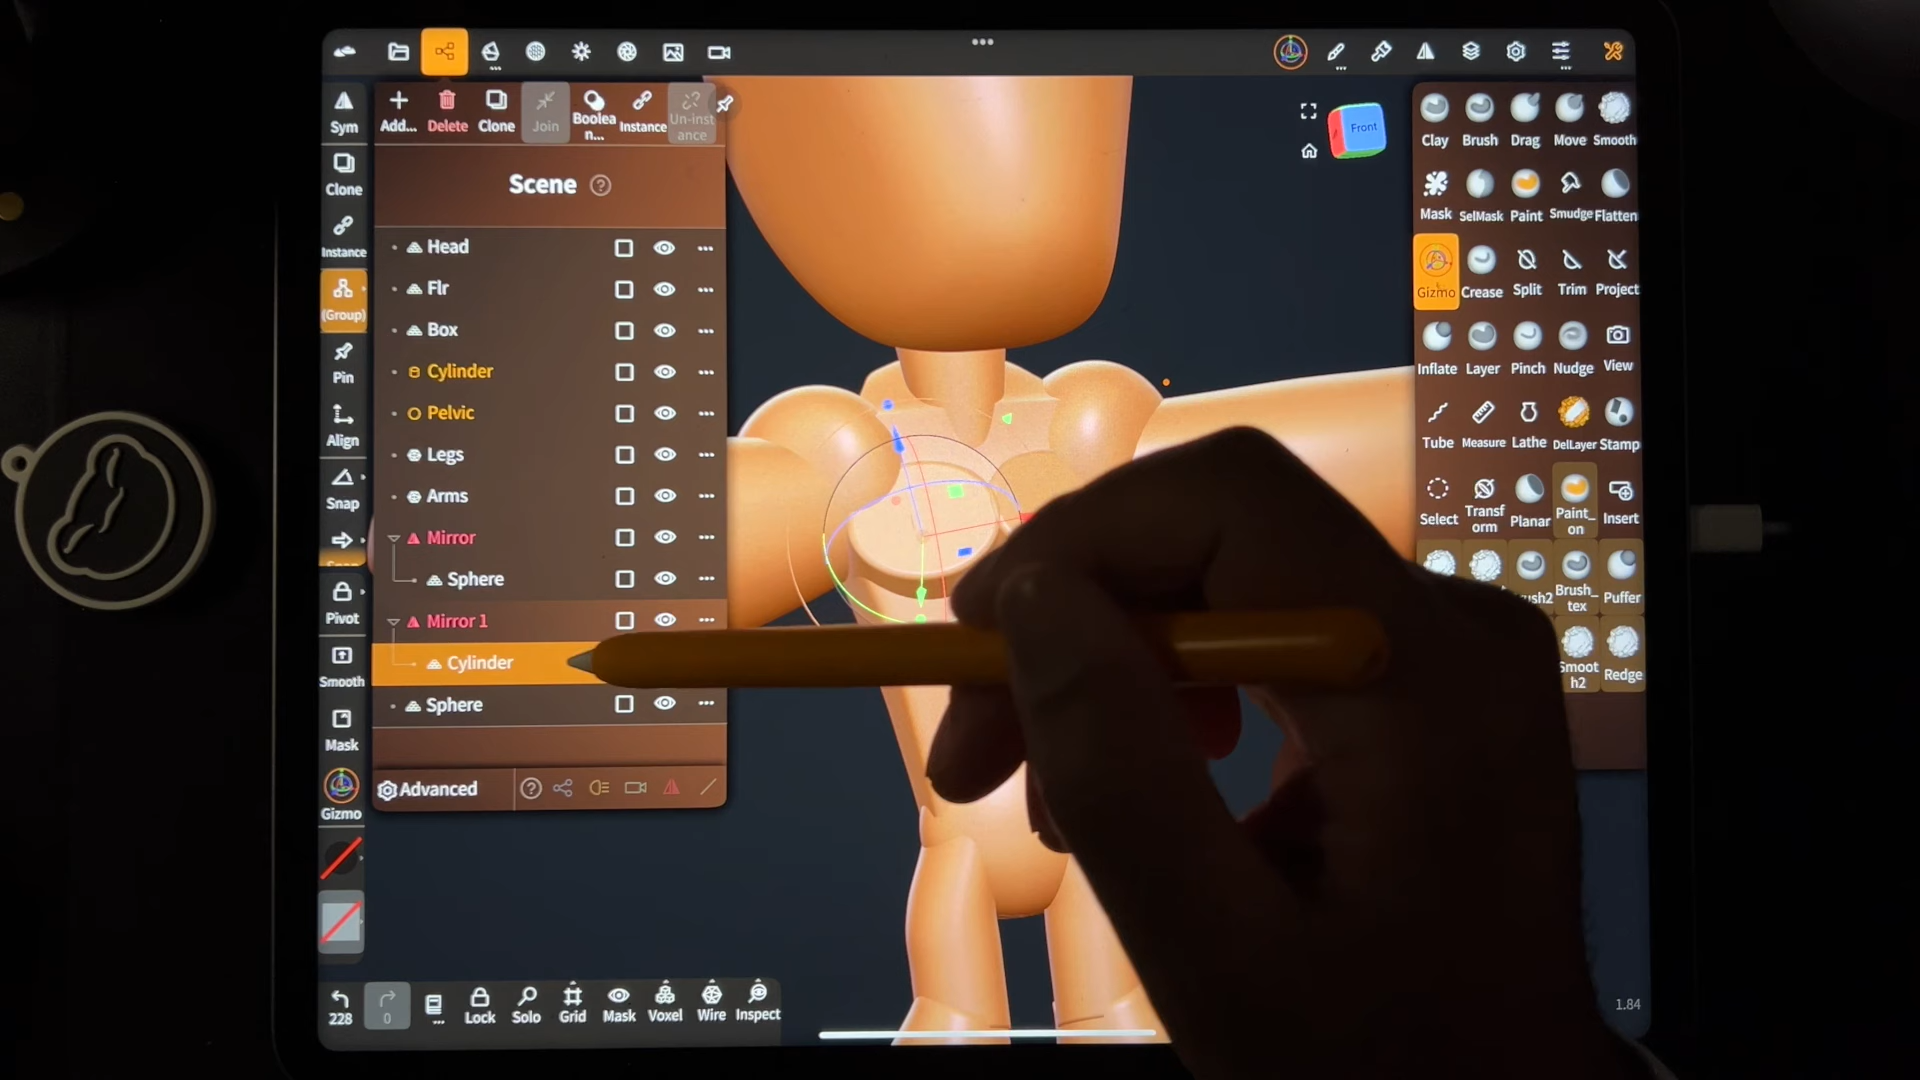 •••
Sym
Clone
Instance
(Group)
Pin
Align
Snap
Pivot
Smooth
Mask
Gizmo
Add...
Delete
Clone
Join
Boolea
n...
Instance
Un-inst
ance
Scene ?
Head
Flr
Box
Cylinder
Pelvic
Legs
Arms
Mirror
Sphere
Mirror 1
Cylinder
Sphere
Advanced ?
228
0
...
Lock
Solo
Grid
Mask
Voxel
Wire
Inspect
Front
Clay
Brush
Drag
Move
Smooth
Mask
SelMask
Paint
Smudge
Flatten
Gizmo
Crease
Split
Trim
Project
Inflate
Layer
Pinch
Nudge
View
Tube
Measure
Lathe
DelLayer
Stamp
Select
Transf
orm
Planar
Paint_
on
Insert
Brush_
tex
Puffer
Smoot
h2
Redge
1.84